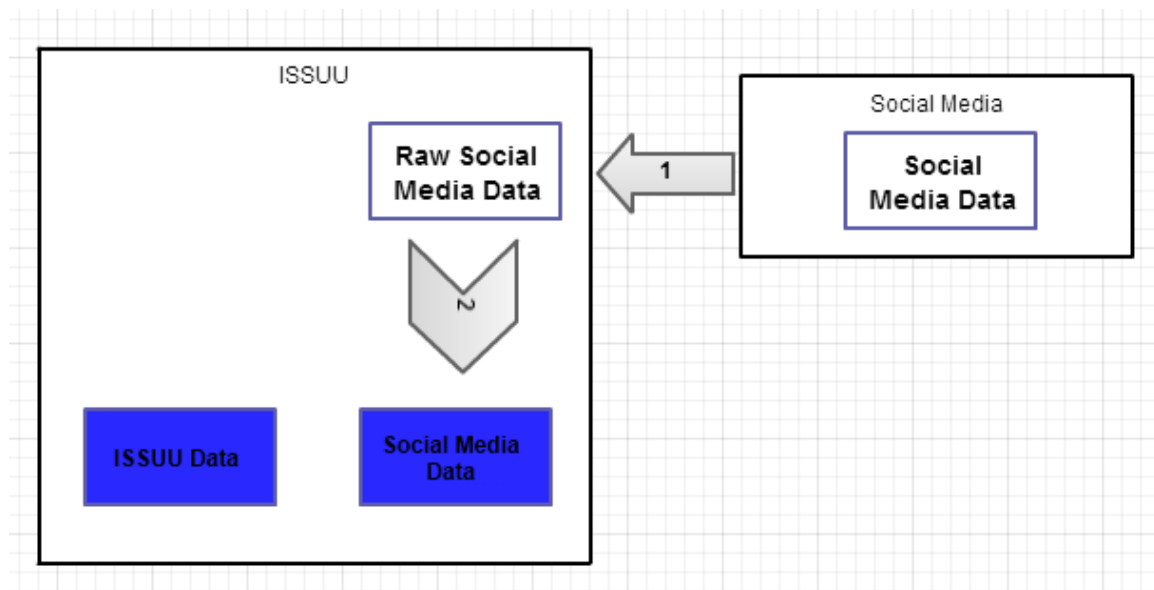 ISSUU
Raw Social
Media Data
1
Social Media
Social
Media Data
2
ISSUU Data
Social Media
Data